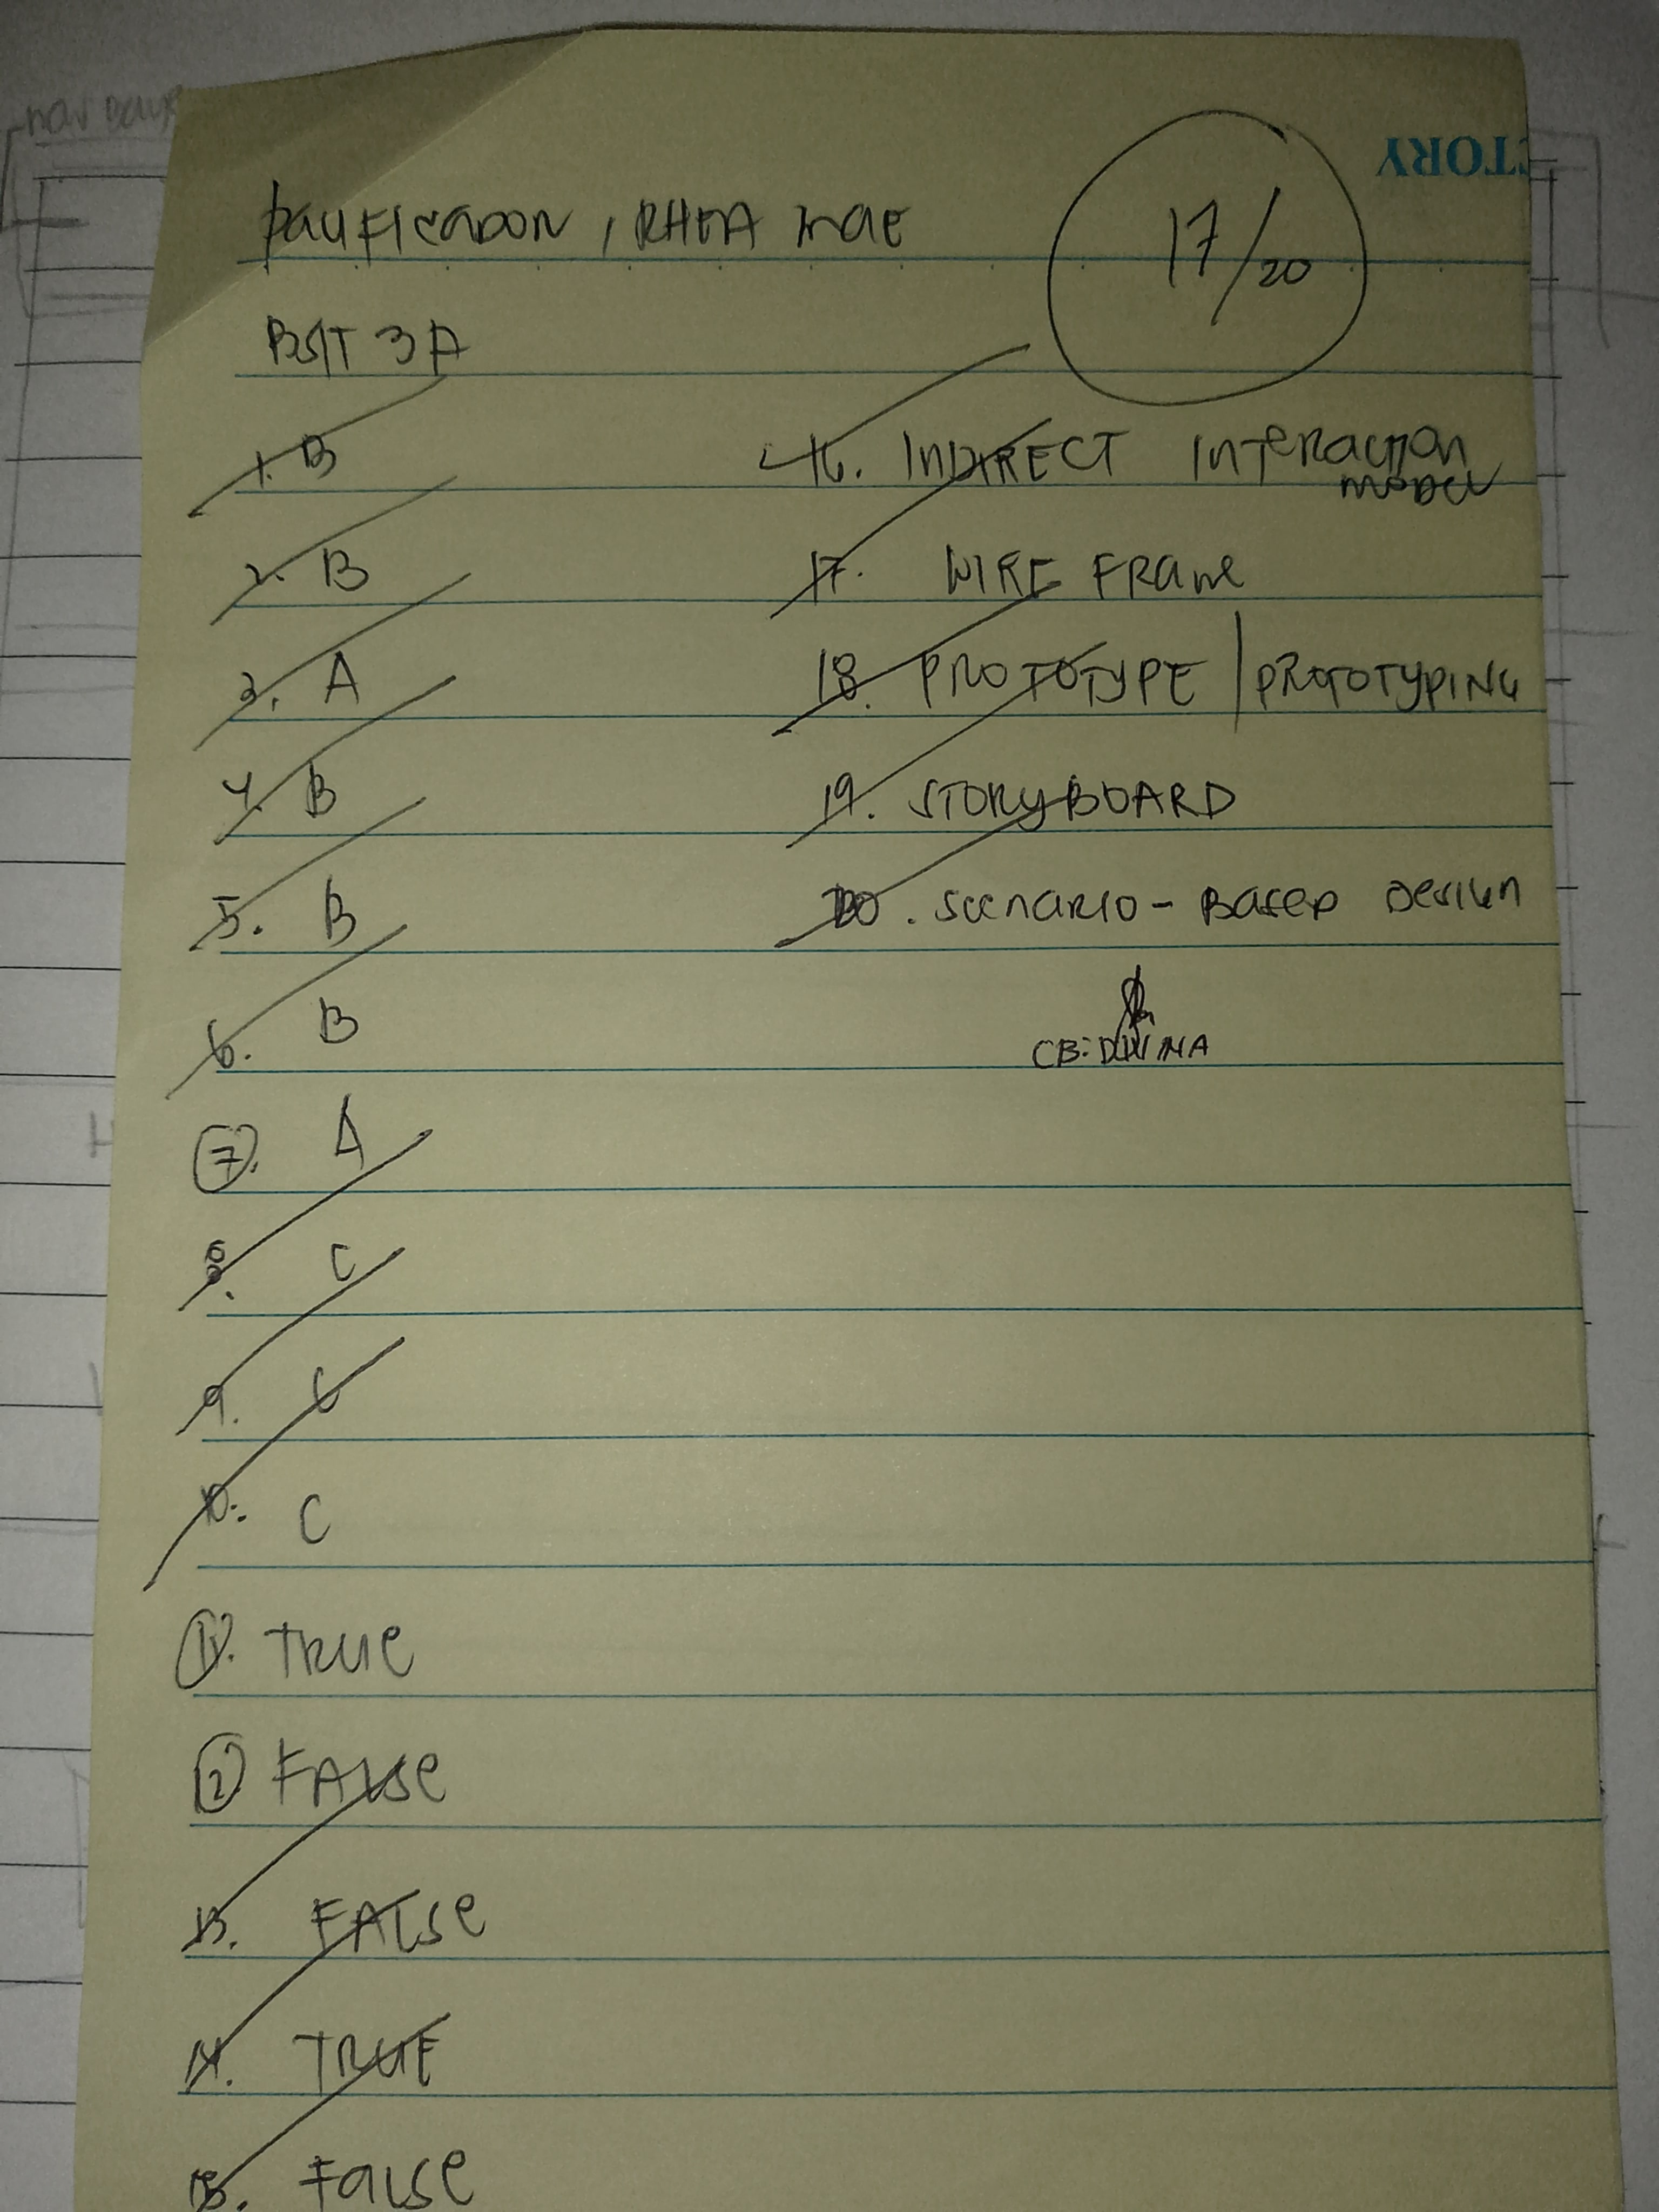 PACIFICADOR, RHEA MAE
17/20
BSIT 3A
1. B
2. B
3. A
4. B
5. B
6. B
7. A
8. C
9. C
10. C
11. TRUE
12 FALSE
13. FALSE
14. TRUE
15. FALSE
16. INDIRECT INTERACTION
MODEL
17. WIRE FRAME
18. PROTOTYPE / PROTOTYPING
19. STORYBOARD
20. SCENARIO - BASED DESIGN
CB: DIVINA
CTORY